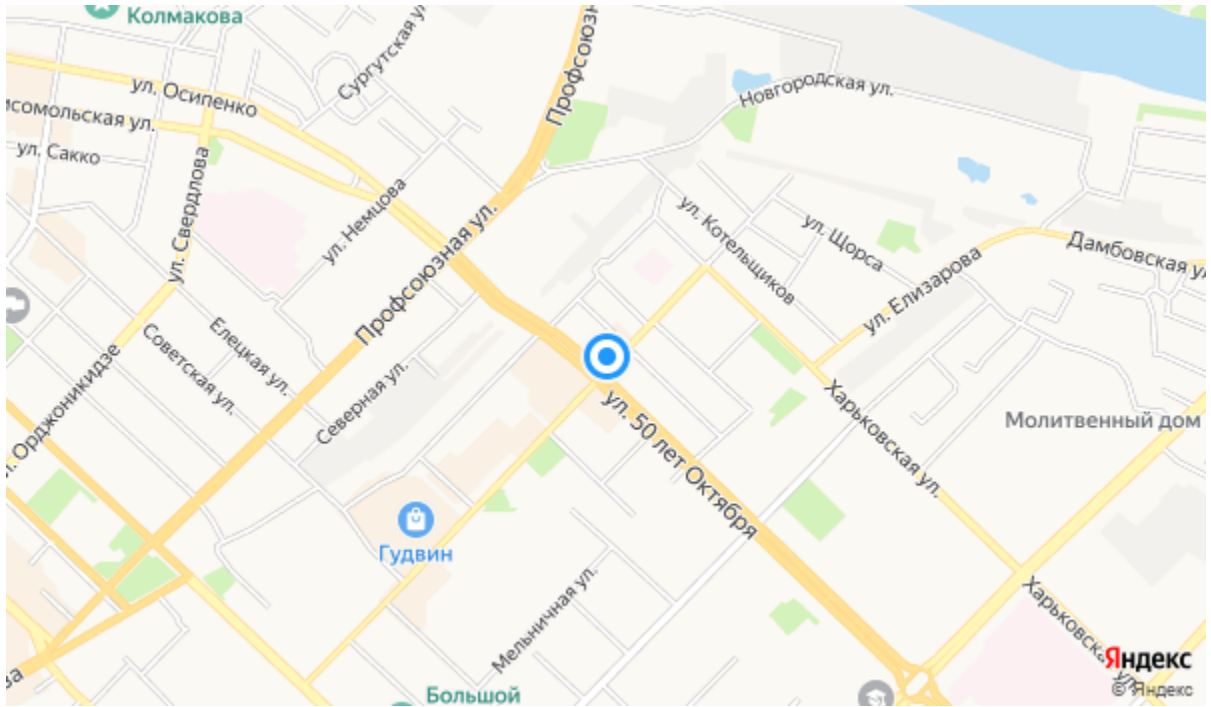 Колмакова
Сургутская ул.
Профсоюзная
ул. Осипенко
Новгородская ул.
ул. Сакко
ул. Свердлова
ул. Немцова
Профсоюзная ул.
ул. Котельщиков
ул. Щорса
ул. Елизарова
Дамбовская ул.
Елецкая ул.
Советская ул.
Северная ул.
ул. Орджоникидзе
ул. 50 лет Октября
Харьковская ул.
Молитвенный дом
Гудвин
Мельничная ул.
Харьковская ул.
Большой
Яндекс
© Яндекс